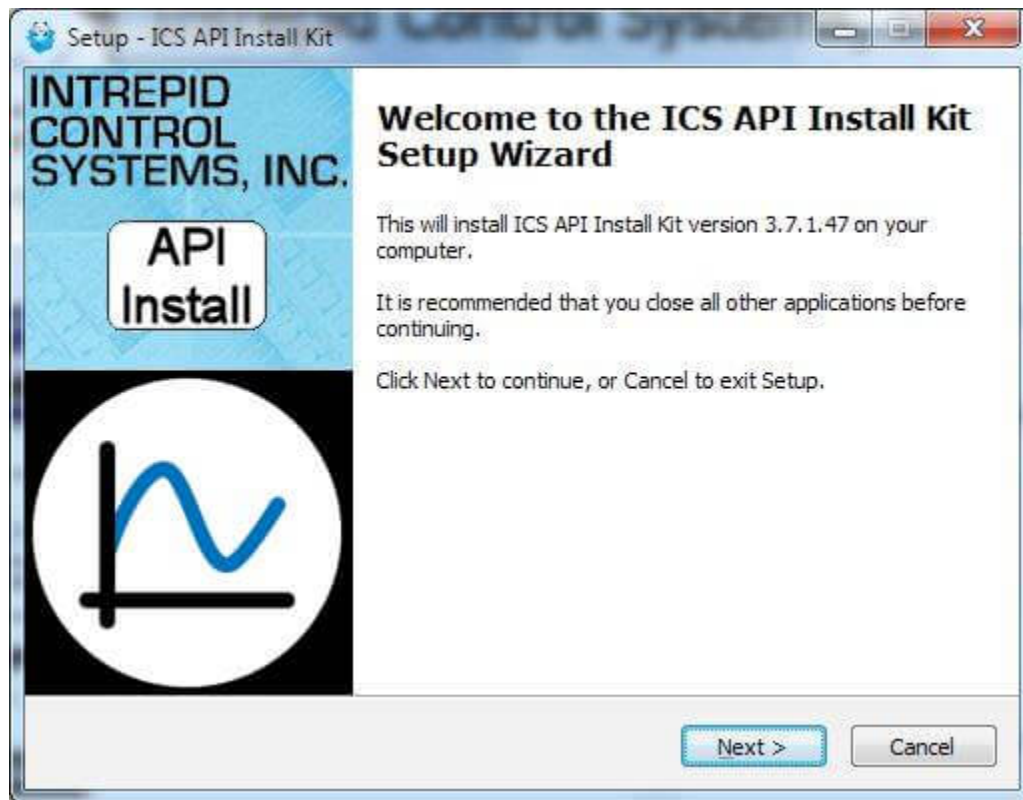 Setup - ICS API Install Kit
INTREPID
CONTROL
SYSTEMS, INC.
API
Install
Welcome to the ICS API Install Kit
Setup Wizard
This will install ICS API Install Kit version 3.7.1.47 on your
computer.
It is recommended that you close all other applications before
continuing.
Click Next to continue, or Cancel to exit Setup.
Next >
Cancel